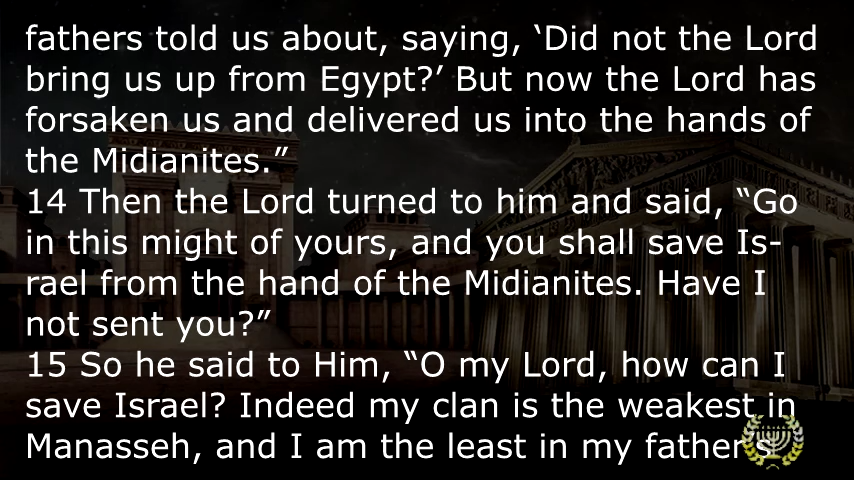 fathers told us about, saying, ‘Did not the Lord
bring us up from Egypt?’ But now the Lord has
forsaken us and delivered us into the hands of
the Midianites.”
14 Then the Lord turned to him and said, “Go
in this might of yours, and you shall save Is-
rael from the hand of the Midianites. Have I
not sent you?”
15 So he said to Him, “O my Lord, how can I
save Israel? Indeed my clan is the weakest in
Manasseh, and I am the least in my father’s